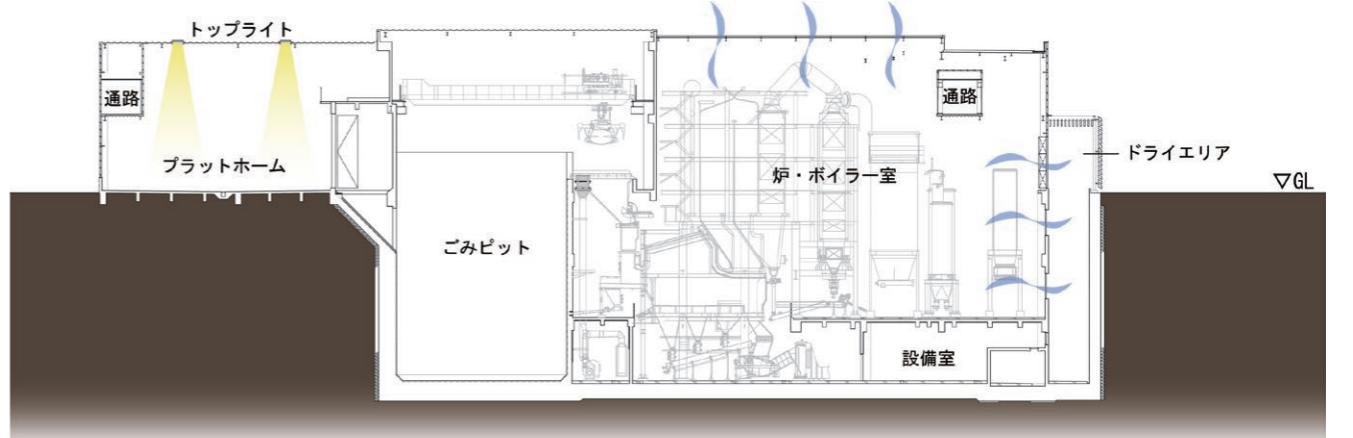 トップライト
通路
通路
プラットホーム
ドライエリア
炉・ボイラー室
▽GL
ごみピット
設備室